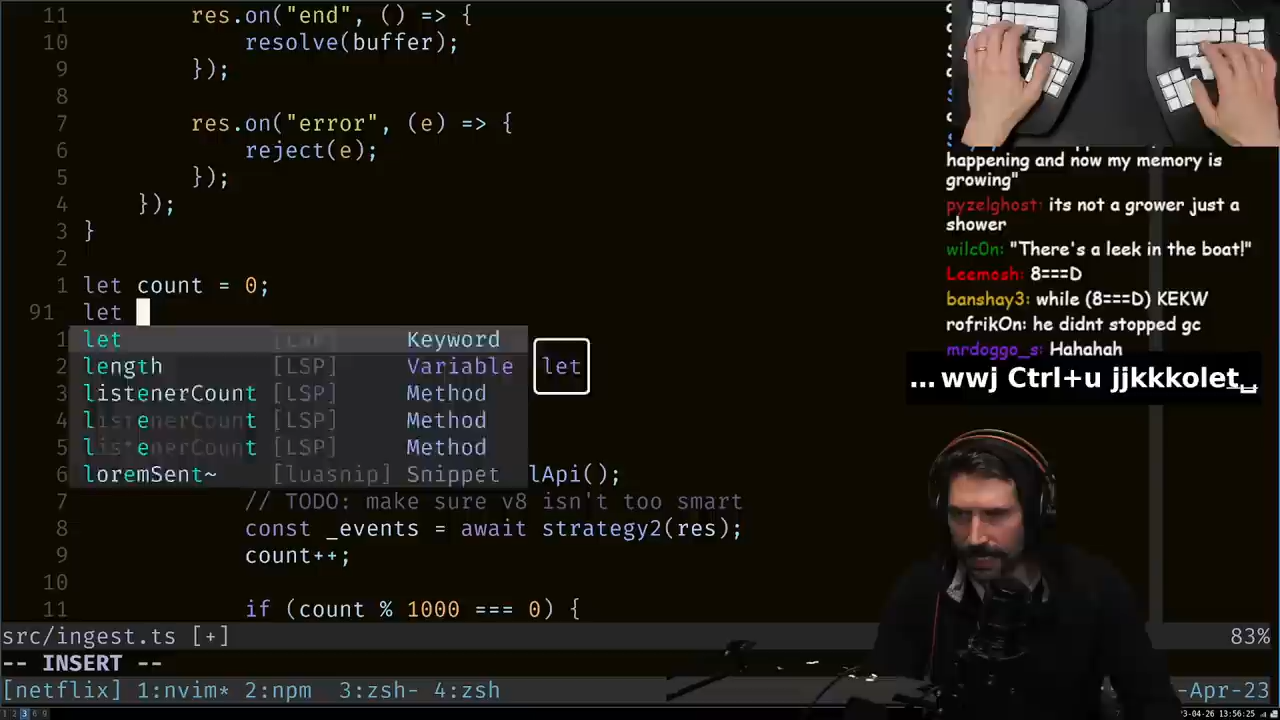 11 res.on("end", () => {
10 resolve(buffer);
9 });
8
7 res.on("error", (e) => {
6 reject(e);
5 });
4 });
3 }
2
1 let count = 0;
91 let
1 let [LSP] Keyword let
2 length [LSP] Variable
3 listenerCount [LSP] Method
4 listenerCount [LSP] Method
5 listenerCount [LSP] Method
6 loremSent~ [luasnip] Snippet lApi();
7 // TODO: make sure v8 isn't too smart
8 const _events = await strategy2(res);
9 count++;
10
11 if (count % 1000 === 0) {
src/ingest.ts [+] 83%
-- INSERT --
[netflix] 1:nvim* 2:npm 3:zsh- 4:zsh -Apr-23
happening and now my memory is
growing"
pyzelghost: its not a grower just a
shower
wilc0n: "There's a leek in the boat!"
Leemosh: 8===D
banshay3: while (8===D) KEKW
rofrik0n: he didnt stopped gc
mrdoggo_s: Hahahah
... wwj Ctrl+u jjkkkolet␣